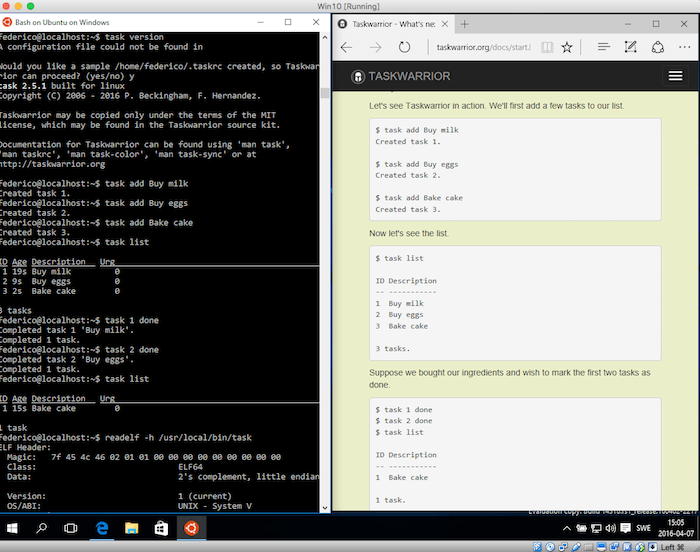 Win10 [Running]
Bash on Ubuntu on Windows
federico@localhost:~$ task version
A configuration file could not be found in
Would you like a sample /home/federico/.taskrc created, so Taskwar
rior can proceed? (yes/no) y
task 2.5.1 built for linux
Copyright (C) 2006 - 2016 P. Beckingham, F. Hernandez.
Taskwarrior may be copied only under the terms of the MIT
license, which may be found in the Taskwarrior source kit.
Documentation for Taskwarrior can be found using 'man task',
'man taskrc', 'man task-color', 'man task-sync' or at
http://taskwarrior.org
federico@localhost:~$ task add Buy milk
Created task 1.
federico@localhost:~$ task add Buy eggs
Created task 2.
federico@localhost:~$ task add Bake cake
Created task 3.
federico@localhost:~$ task list
ID Age Description Urg
1 19s Buy milk 0
2 9s Buy eggs 0
3 2s Bake cake 0
3 tasks
federico@localhost:~$ task 1 done
Completed task 1 'Buy milk'.
Completed 1 task.
federico@localhost:~$ task 2 done
Completed task 2 'Buy eggs'.
Completed 1 task.
federico@localhost:~$ task list
ID Age Description Urg
1 15s Bake cake 0
1 task
federico@localhost:~$ readelf -h /usr/local/bin/task
ELF Header:
Magic: 7f 45 4c 46 02 01 01 00 00 00 00 00 00 00 00 00
Class: ELF64
Data: 2's complement, little endian
Version: 1 (current)
OS/ABI: UNIX - System V
Taskwarrior - What's ne
taskwarrior.org/docs/start.
TASKWARRIOR
Let's see Taskwarrior in action. We'll first add a few tasks to our list.
$ task add Buy milk
Created task 1.
$ task add Buy eggs
Created task 2.
$ task add Bake cake
Created task 3.
Now let's see the list.
$ task list
ID Description
-- -----------
1 Buy milk
2 Buy eggs
3 Bake cake
3 tasks.
Suppose we bought our ingredients and wish to mark the first two tasks as
done.
$ task 1 done
$ task 2 done
$ task list
ID Description
-- -----------
1 Bake cake
1 task.
Evaluation copy. Build
SWE
15:05
2016-04-07
Left ⌘